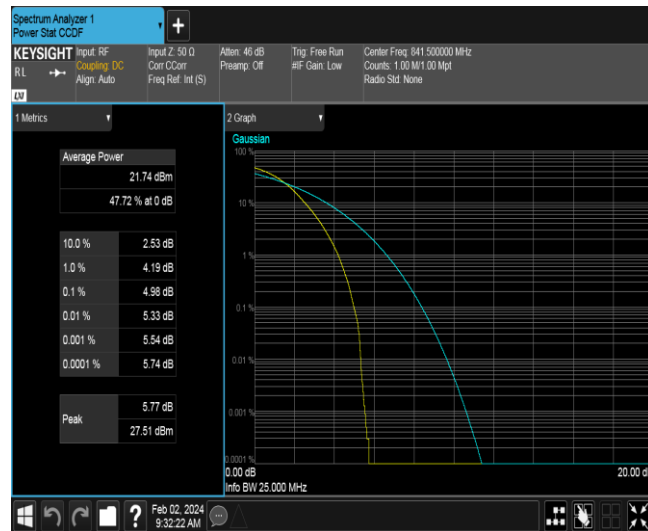 Spectrum Analyzer 1
Power Stat CCDF
+
KEYSIGHT
RL
LXI
Input: RF
Coupling: DC
Align: Auto
Input Z: 50 Ω
Corr CCorr
Freq Ref: Int (S)
Atten: 46 dB
Preamp: Off
Trig: Free Run
#IF Gain: Low
Center Freq: 841.500000 MHz
Counts: 1.00 M/1.00 Mpt
Radio Std: None
1 Metrics
Average Power
21.74 dBm
47.72 % at 0 dB
10.0 % 2.53 dB
1.0 % 4.19 dB
0.1 % 4.98 dB
0.01 % 5.33 dB
0.001 % 5.54 dB
0.0001 % 5.74 dB
Peak
5.77 dB
27.51 dBm
2 Graph
Gaussian
100 %
10 %
1 %
0.1 %
0.01 %
0.001 %
0.0001 %
0.00 dB
20.00 d
Info BW 25.000 MHz
?
Feb 02, 2024
9:32:22 AM